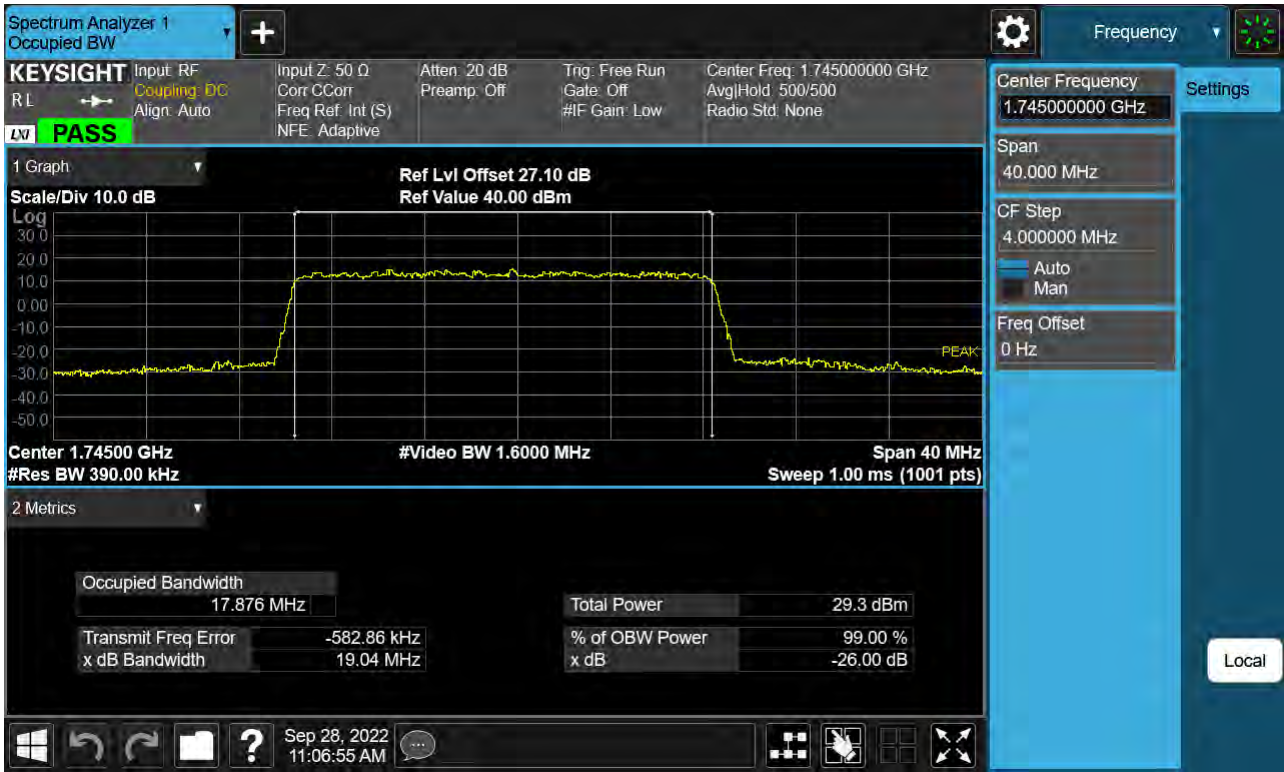 Spectrum Analyzer 1
Occupied BW
Frequency
KEYSIGHT
R L
LXI
PASS
Input: RF
Coupling: DC
Align: Auto
Input Z: 50 Ω
Corr CCorr
Freq Ref: Int (S)
NFE: Adaptive
Atten: 20 dB
Preamp: Off
Trig: Free Run
Gate: Off
#IF Gain: Low
Center Freq: 1.745000000 GHz
Avg|Hold: 500/500
Radio Std: None
1 Graph
Scale/Div 10.0 dB
Ref Lvl Offset 27.10 dB
Ref Value 40.00 dBm
Log
30.0
20.0
10.0
0.00
-10.0
-20.0
-30.0
-40.0
-50.0
PEAK
Center 1.74500 GHz
#Video BW 1.6000 MHz
Span 40 MHz
#Res BW 390.00 kHz
Sweep 1.00 ms (1001 pts)
2 Metrics
Occupied Bandwidth
17.876 MHz
Total Power 29.3 dBm
Transmit Freq Error -582.86 kHz
% of OBW Power 99.00 %
x dB Bandwidth 19.04 MHz
x dB -26.00 dB
Center Frequency
1.745000000 GHz
Span
40.000 MHz
CF Step
4.000000 MHz
Auto
Man
Freq Offset
0 Hz
Settings
Local
?
Sep 28, 2022
11:06:55 AM